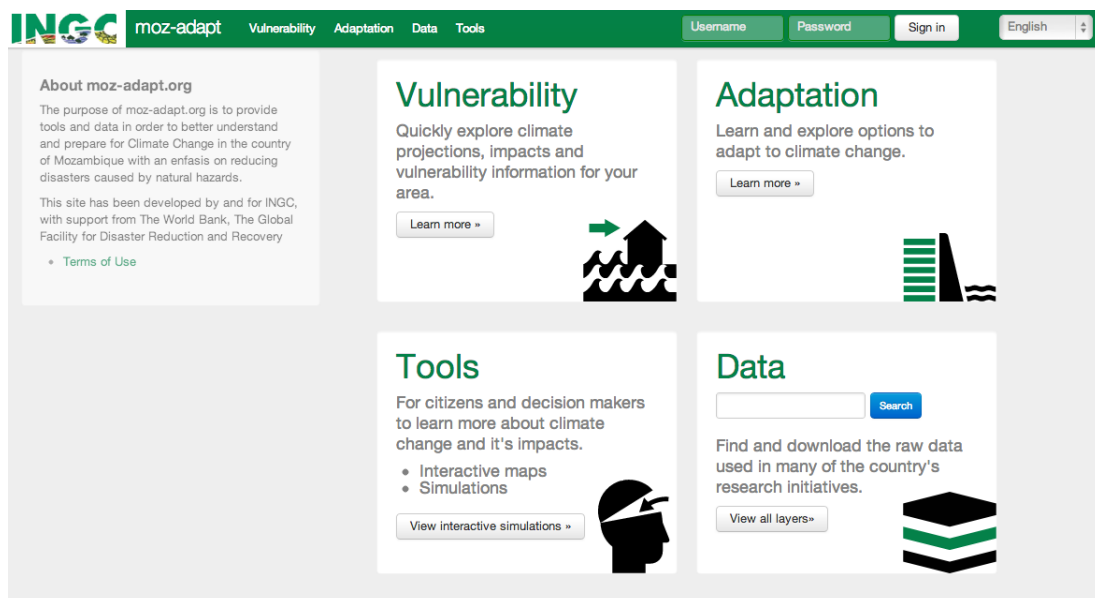 INGC moz-adapt Vulnerability Adaptation Data Tools Username Password Sign in English
About moz-adapt.org
The purpose of moz-adapt.org is to provide
tools and data in order to better understand
and prepare for Climate Change in the country
of Mozambique with an enfasis on reducing
disasters caused by natural hazards.
This site has been developed by and for INGC,
with support from The World Bank, The Global
Facility for Disaster Reduction and Recovery
• Terms of Use
Vulnerability
Quickly explore climate
projections, impacts and
vulnerability information for your
area.
Learn more »
Adaptation
Learn and explore options to
adapt to climate change.
Learn more »
Tools
For citizens and decision makers
to learn more about climate
change and it's impacts.
• Interactive maps
• Simulations
View interactive simulations »
Data
Search
Find and download the raw data
used in many of the country's
research initiatives.
View all layers»